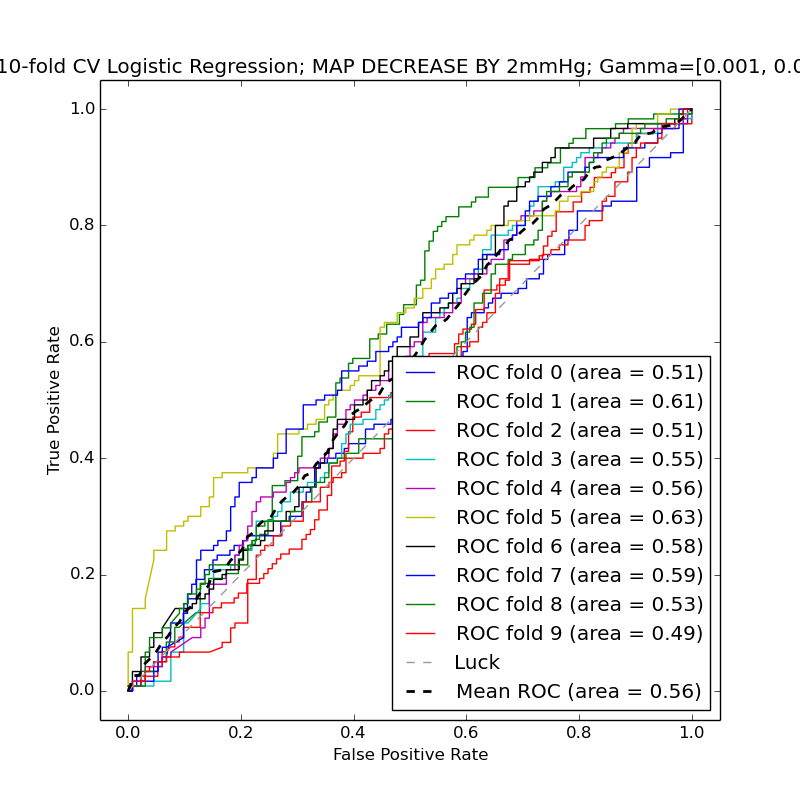 10-fold CV Logistic Regression; MAP DECREASE BY 2mmHg; Gamma=[0.001, 0.0
1.0
0.8
0.6
0.4
0.2
0.0
True Positive Rate
ROC fold 0 (area = 0.51)
ROC fold 1 (area = 0.61)
ROC fold 2 (area = 0.51)
ROC fold 3 (area = 0.55)
ROC fold 4 (area = 0.56)
ROC fold 5 (area = 0.63)
ROC fold 6 (area = 0.58)
ROC fold 7 (area = 0.59)
ROC fold 8 (area = 0.53)
ROC fold 9 (area = 0.49)
Luck
Mean ROC (area = 0.56)
0.0 0.2 0.4 0.6 0.8 1.0
False Positive Rate